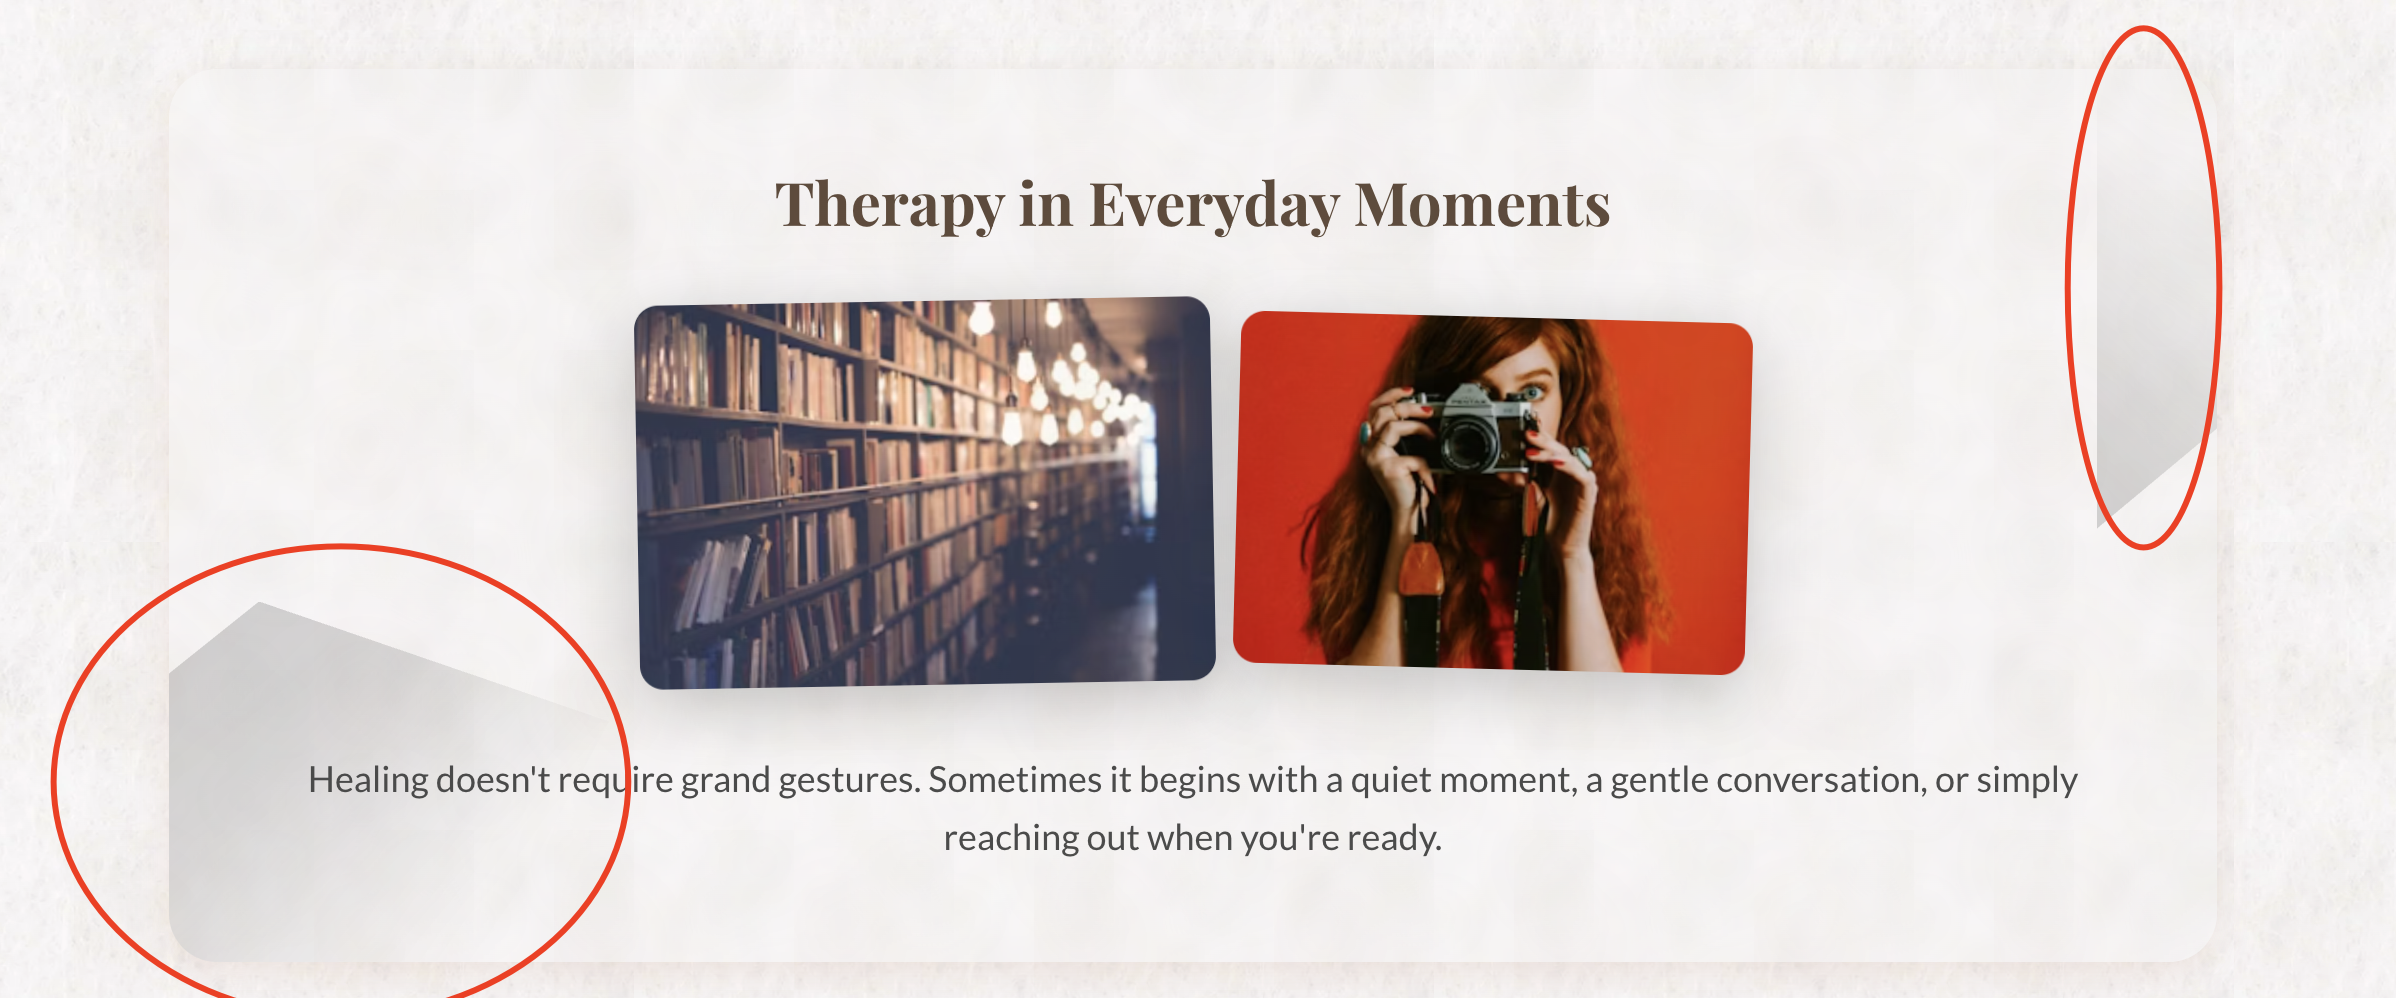 Therapy in Everyday Moments
PENTAX
Healing doesn't require grand gestures. Sometimes it begins with a quiet moment, a gentle conversation, or simply
reaching out when you're ready.